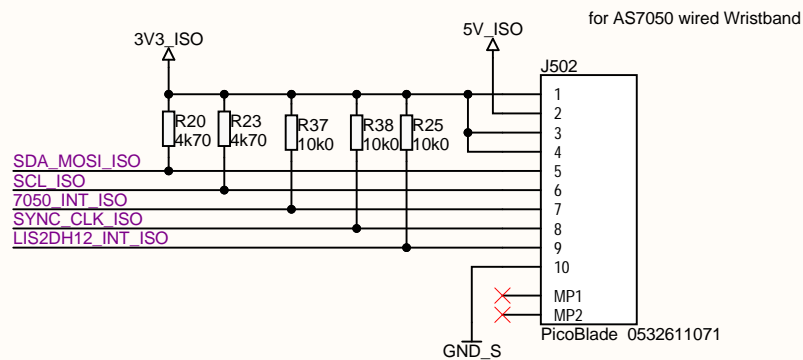 for AS7050 wired Wristband
3V3_ISO
5V_ISO
J502
R20
4k70
R23
4k70
R37
10k0
R38
10k0
R25
10k0
SDA_MOSI_ISO
SCL_ISO
7050_INT_ISO
SYNC_CLK_ISO
LIS2DH12_INT_ISO
1
2
3
4
5
6
7
8
9
10
MP1
MP2
GND_S
PicoBlade 0532611071